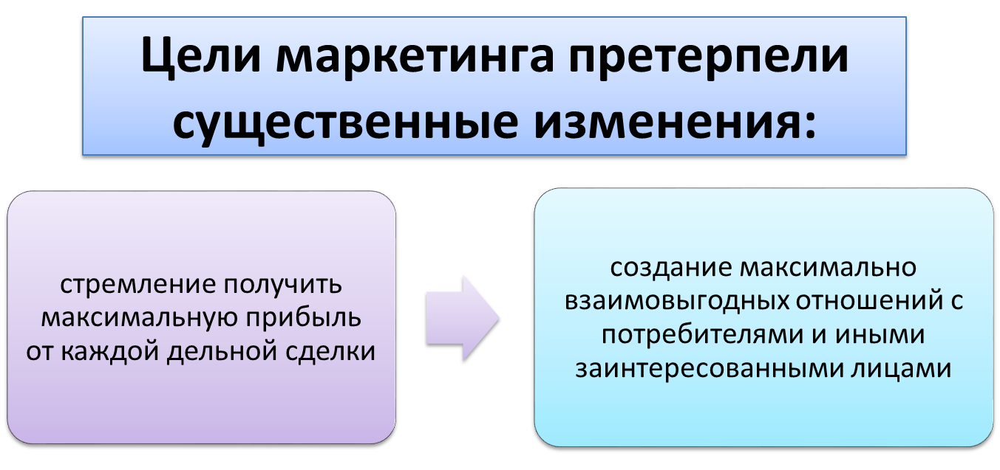 Цели маркетинга претерпели
существенные изменения:
стремление получить
максимальную прибыль
от каждой дельной сделки
создание максимально
взаимовыгодных отношений с
потребителями и иными
заинтересованными лицами